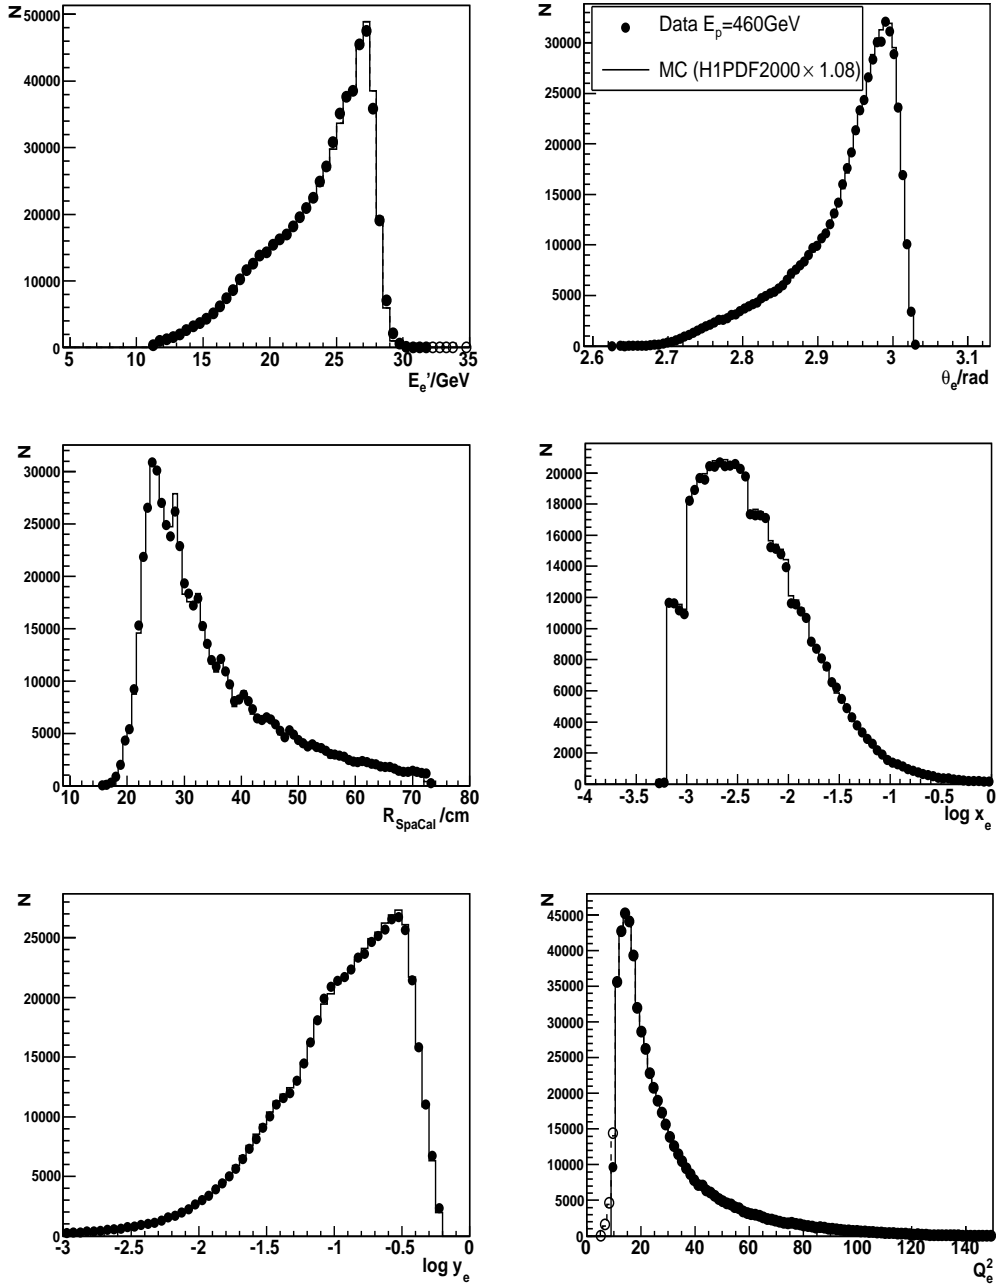 N
50000
40000
30000
20000
10000
0
5 10 15 20 25 30 35
E_e'/GeV
N
30000
25000
20000
15000
10000
5000
0
2.6 2.7 2.8 2.9 3 3.1
θ_e/rad
Data E_p=460GeV
MC (H1PDF2000 × 1.08)
N
30000
25000
20000
15000
10000
5000
0
10 20 30 40 50 60 70 80
R_SpaCal /cm
N
20000
18000
16000
14000
12000
10000
8000
6000
4000
2000
0
-4 -3.5 -3 -2.5 -2 -1.5 -1 -0.5 0
log x_e
N
25000
20000
15000
10000
5000
0
-3 -2.5 -2 -1.5 -1 -0.5 0
log y_e
N
45000
40000
35000
30000
25000
20000
15000
10000
5000
0
0 20 40 60 80 100 120 140
Q_e^2